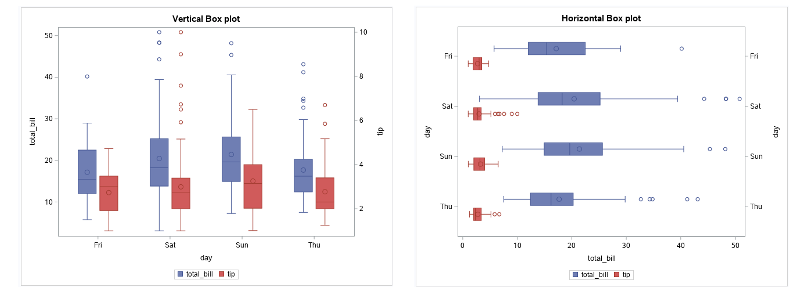 Vertical Box plot
50
40
30
20
10
total_bill
10
8
6
4
2
tip
Fri
Sat
Sun
Thu
day
total_bill
tip
Horizontal Box plot
Fri
Sat
Sun
Thu
day
Fri
Sat
Sun
Thu
day
0
10
20
30
40
50
total_bill
total_bill
tip